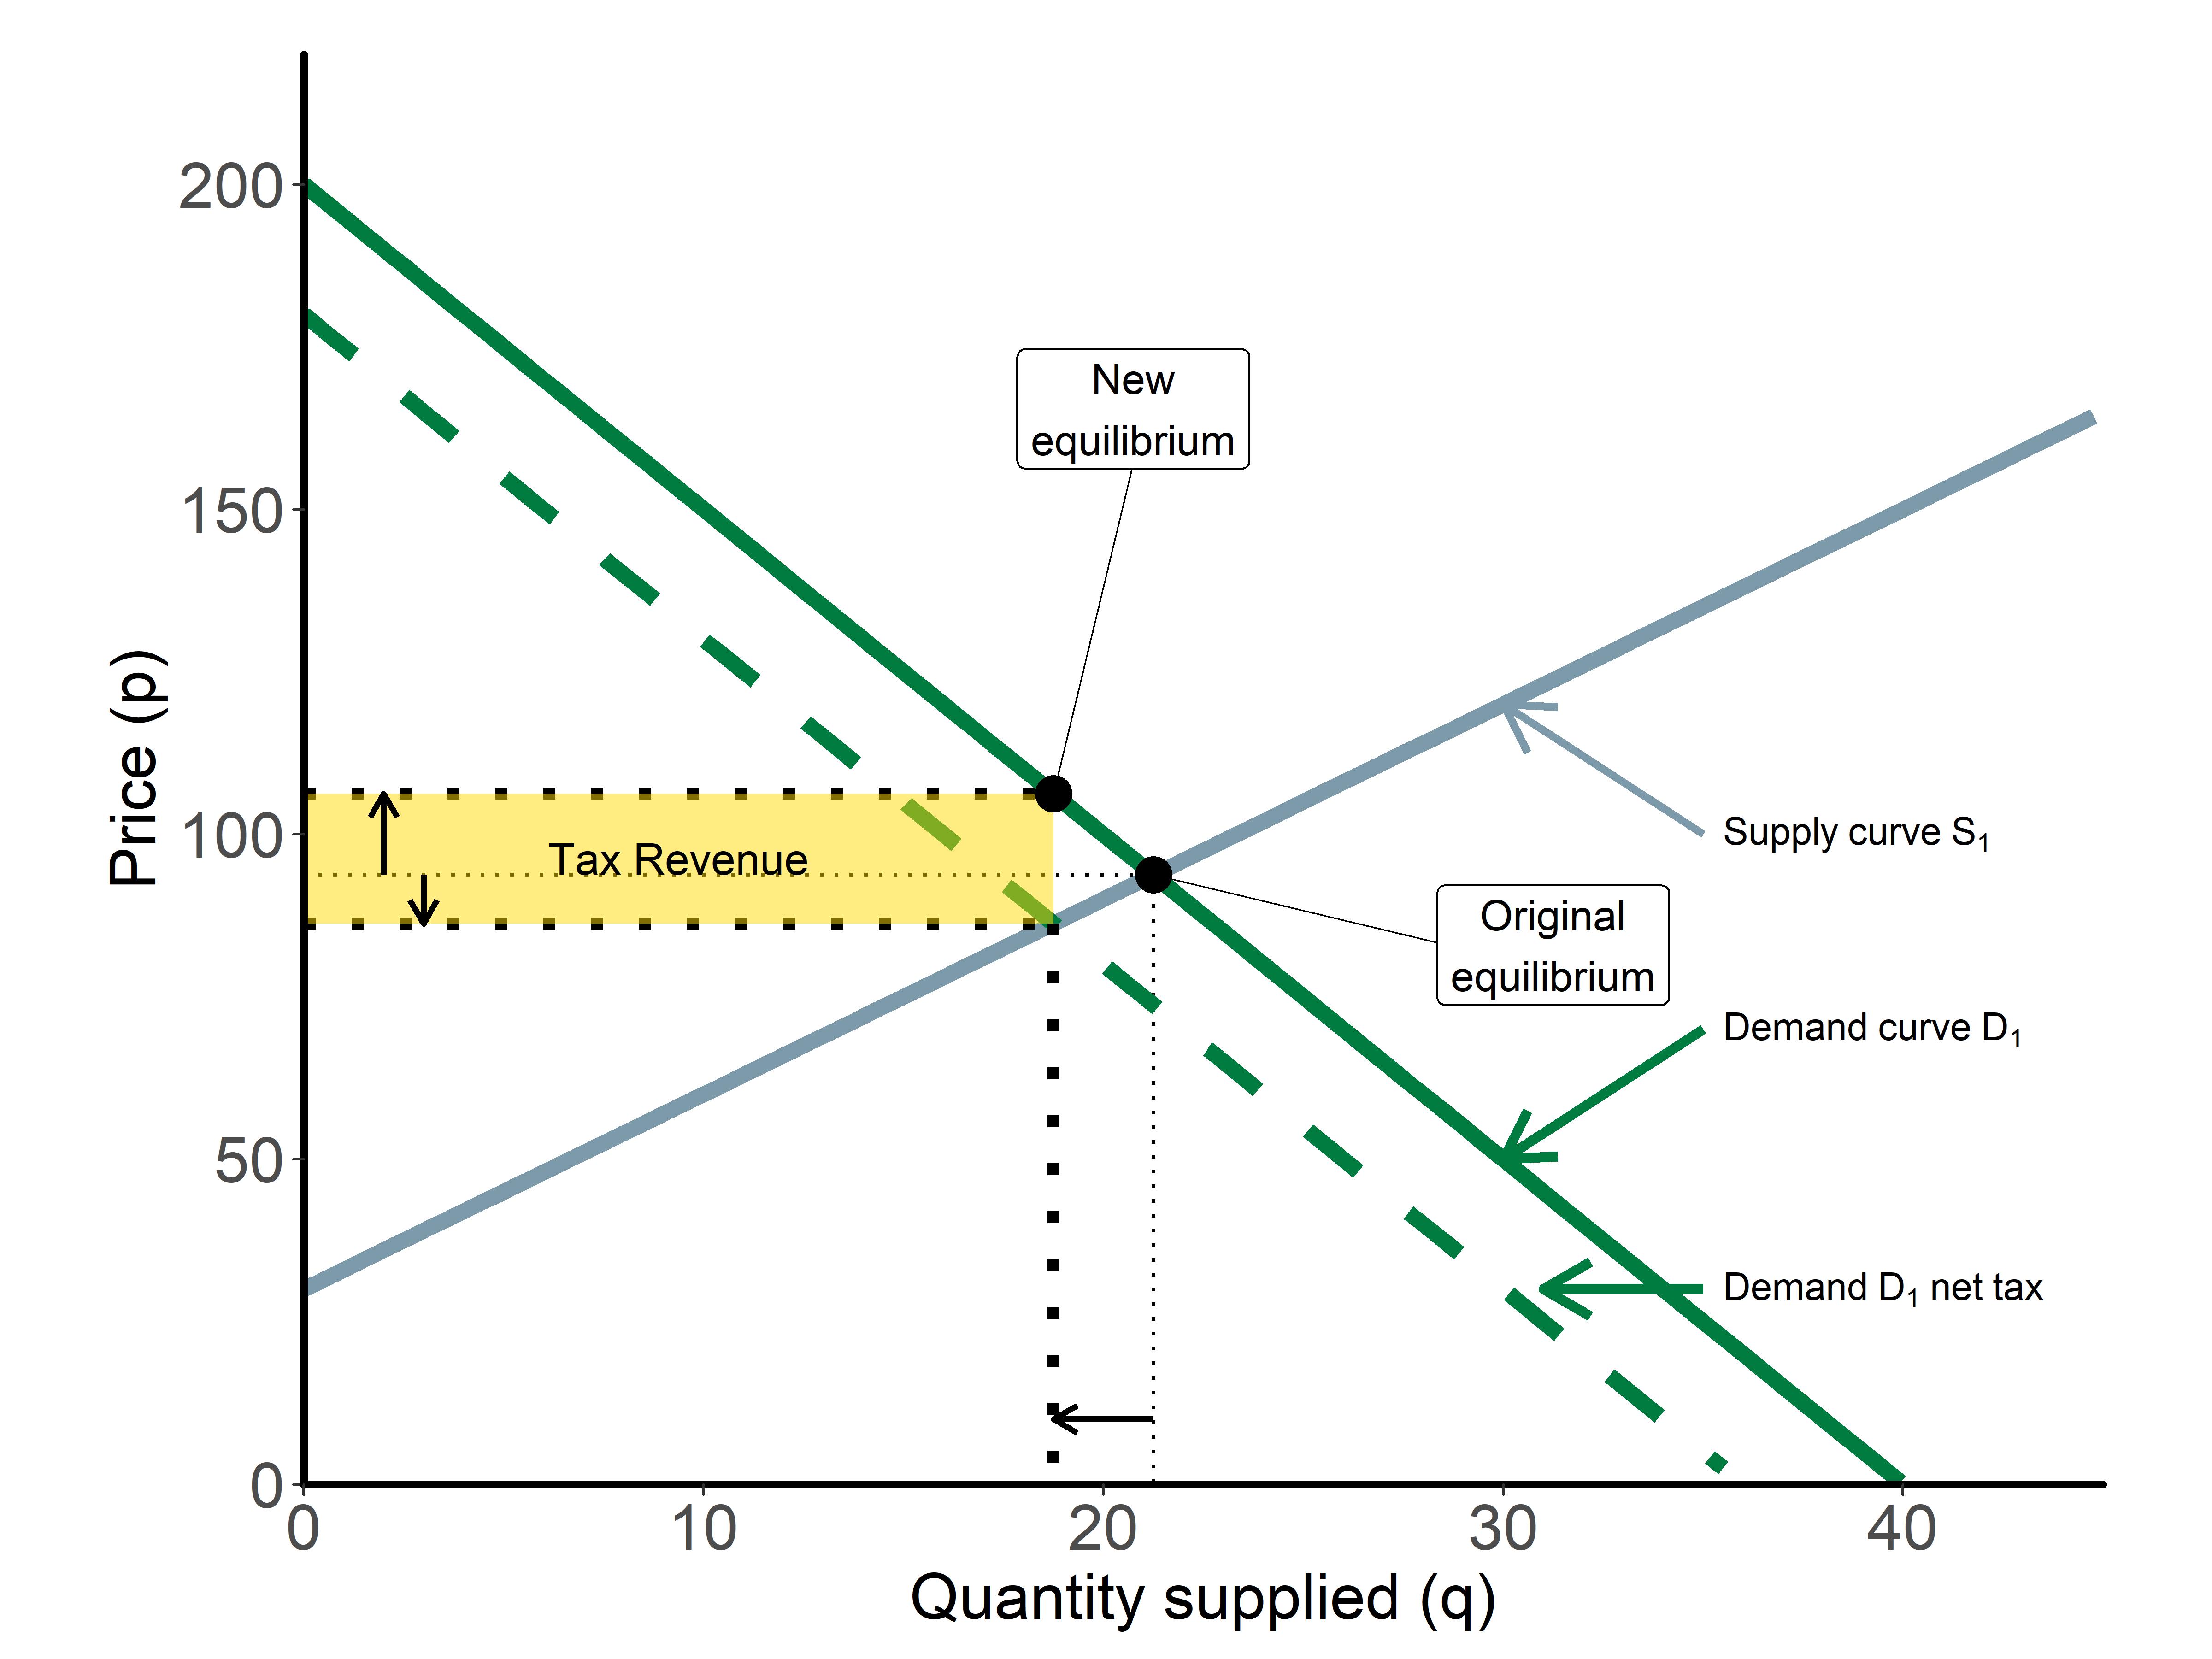 200
150
100
50
0
Price (p)
New
equilibrium
Tax Revenue
Supply curve S₁
Original
equilibrium
Demand curve D₁
Demand D₁ net tax
0 10 20 30 40
Quantity supplied (q)